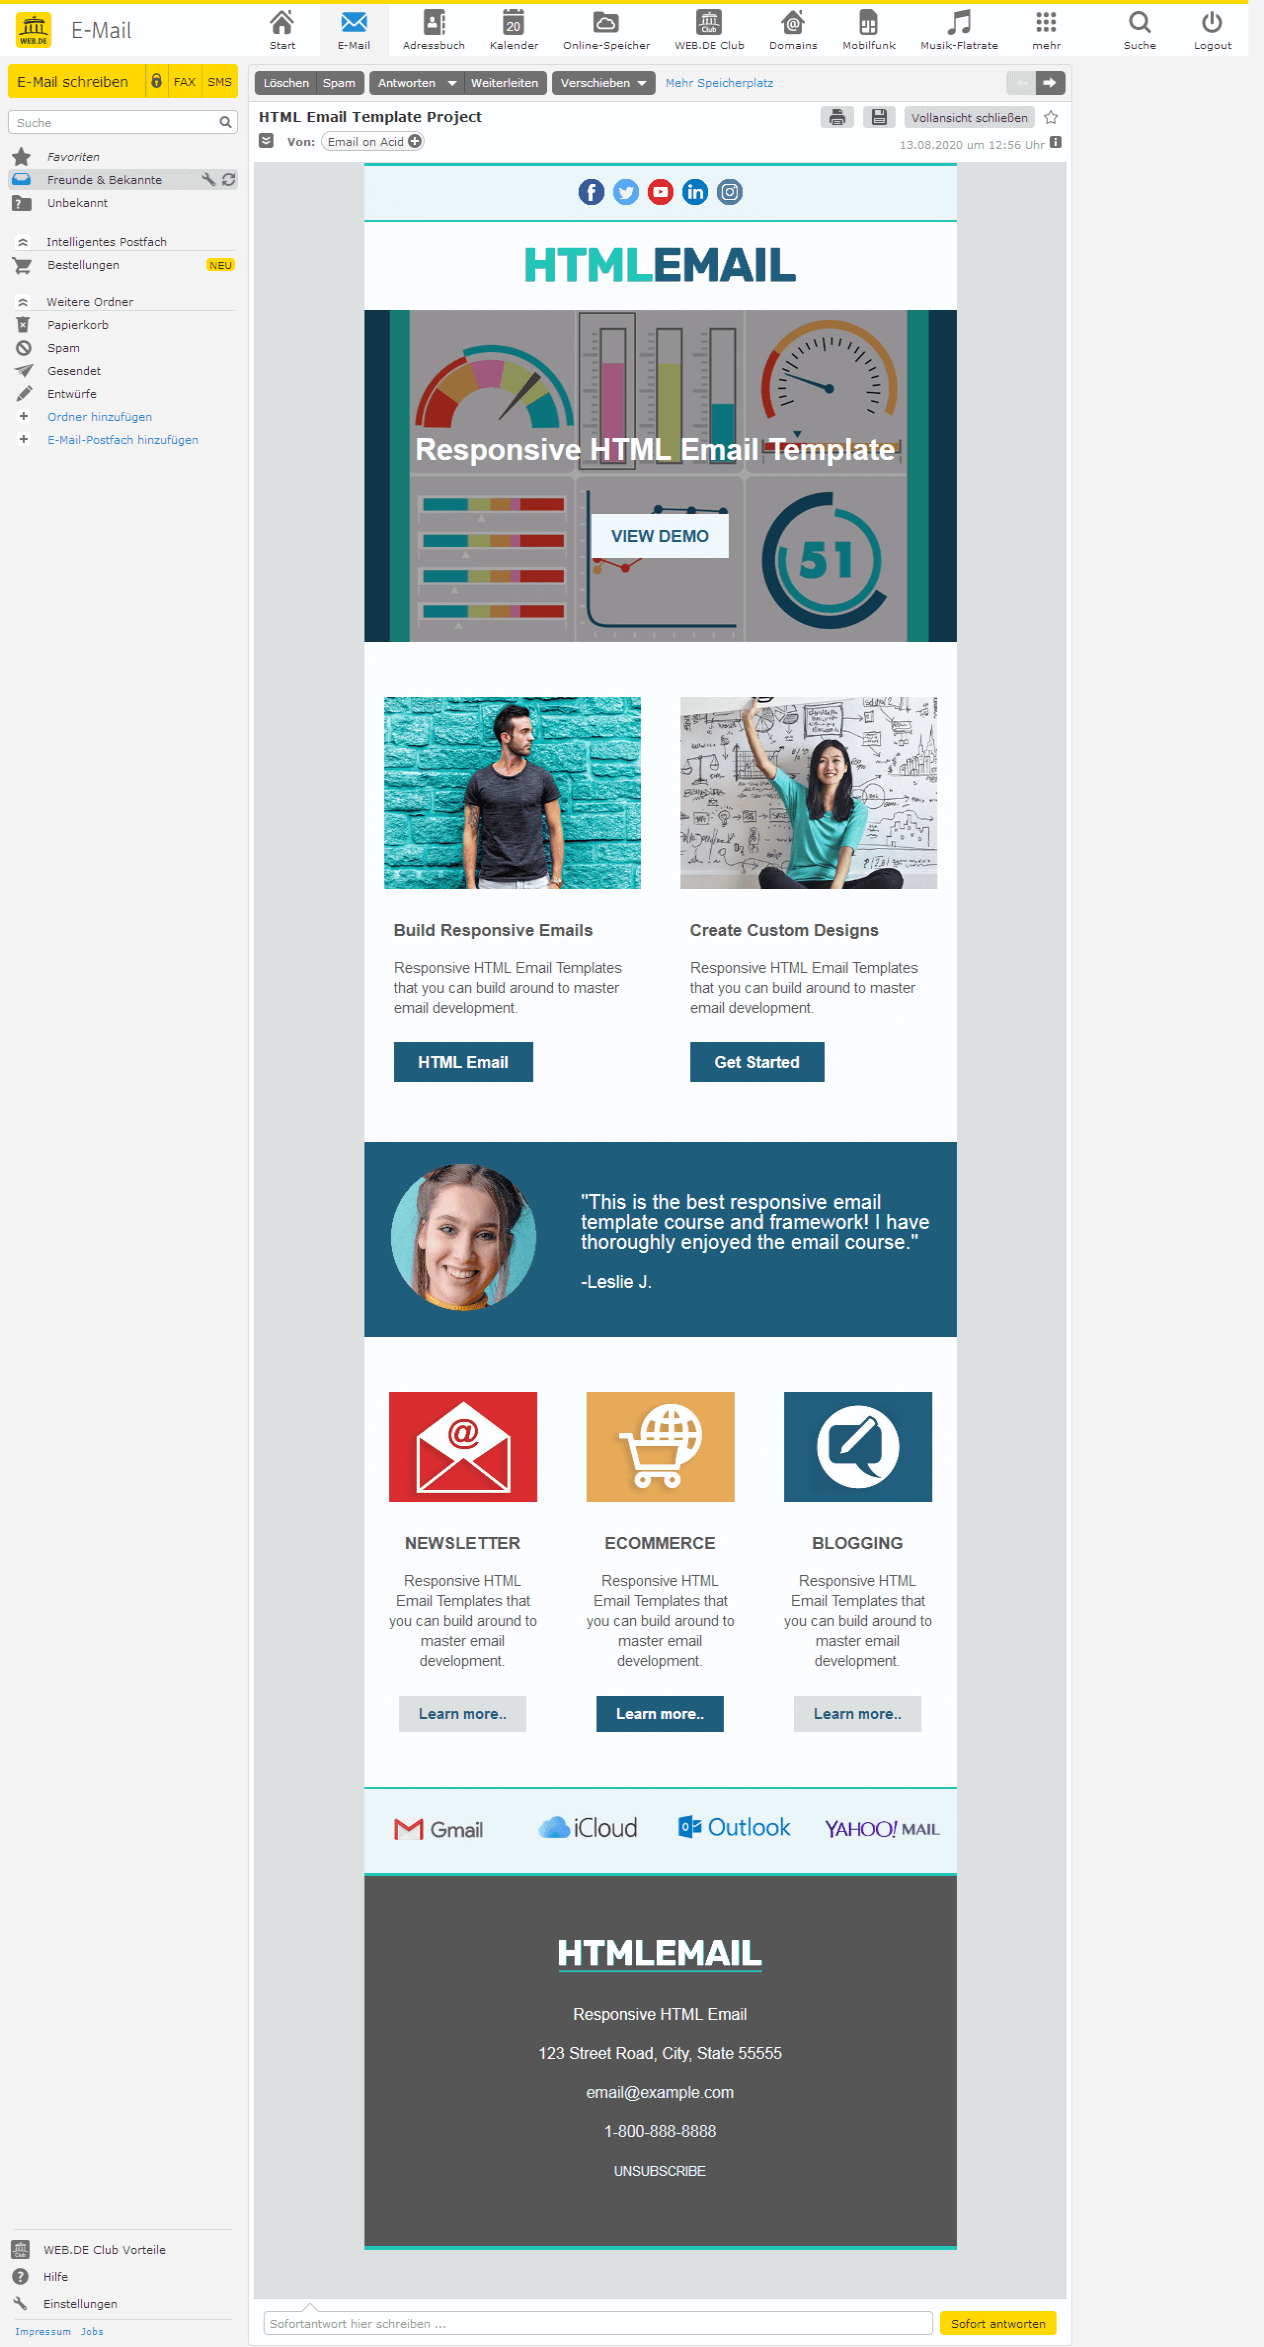 WEB.DE
E-Mail
Start
E-Mail
Adressbuch
20
Kalender
Online-Speicher
Club
WEB.DE Club
Domains
Mobilfunk
Musik-Flatrate
mehr
Suche
Logout
E-Mail schreiben
FAX
SMS
Suche
Favoriten
Freunde & Bekannte
Unbekannt
Intelligentes Postfach
Bestellungen
NEU
Weitere Ordner
Papierkorb
Spam
Gesendet
Entwürfe
Ordner hinzufügen
E-Mail-Postfach hinzufügen
Löschen
Spam
Antworten
Weiterleiten
Verschieben
Mehr Speicherplatz
HTML Email Template Project
Vollansicht schließen
Von: Email on Acid
13.08.2020 um 12:56 Uhr
HTMLEMAIL
Responsive HTML Email Template
VIEW DEMO
51
Build Responsive Emails
Responsive HTML Email Templates
that you can build around to master
email development.
HTML Email
Create Custom Designs
Responsive HTML Email Templates
that you can build around to master
email development.
Get Started
"This is the best responsive email
template course and framework! I have
thoroughly enjoyed the email course."
-Leslie J.
@
NEWSLETTER
Responsive HTML
Email Templates that
you can build around to
master email
development.
Learn more..
ECOMMERCE
Responsive HTML
Email Templates that
you can build around to
master email
development.
Learn more..
BLOGGING
Responsive HTML
Email Templates that
you can build around to
master email
development.
Learn more..
Gmail
iCloud
Outlook
YAHOO! MAIL
HTMLEMAIL
Responsive HTML Email
123 Street Road, City, State 55555
email@example.com
1-800-888-8888
UNSUBSCRIBE
WEB.DE Club Vorteile
Hilfe
Einstellungen
Impressum Jobs
Sofortantwort hier schreiben ...
Sofort antworten